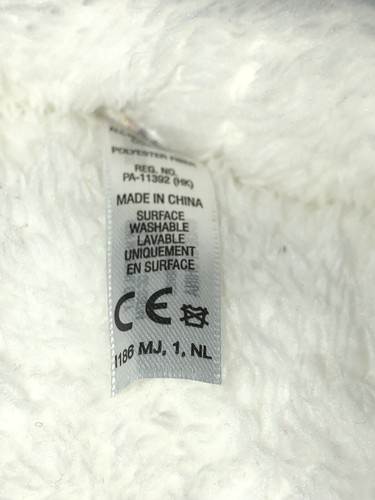 POLYESTER FIBER
REG. NO.
PA-11392 (HK)
MADE IN CHINA
SURFACE
WASHABLE
LAVABLE
UNIQUEMENT
EN SURFACE
CE
1186 MJ, 1, NL